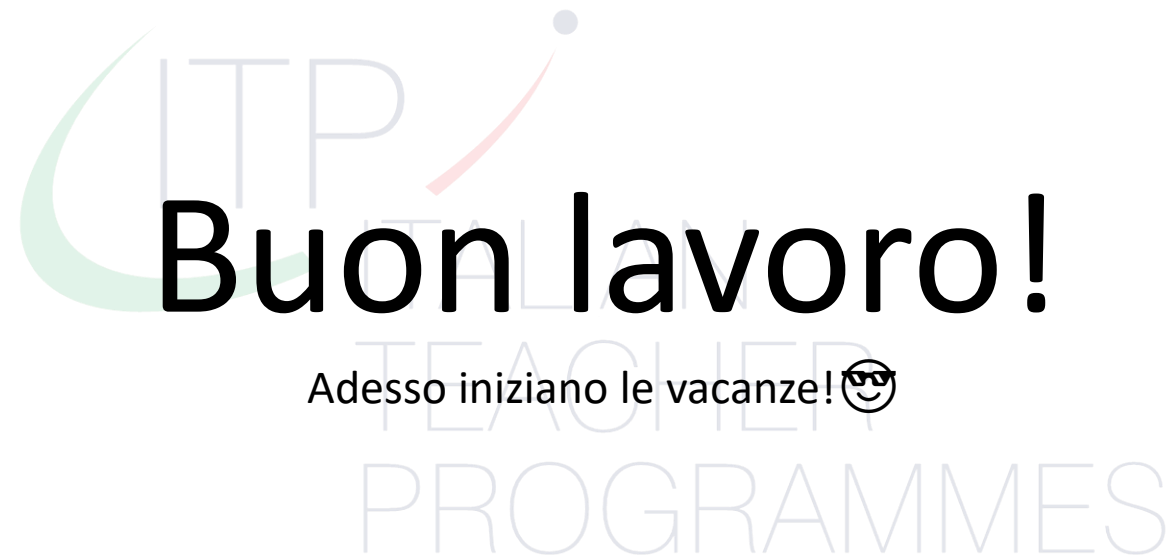 ITP
Buon lavoro!
ITALIAN
Adesso iniziano le vacanze!😎
TEACHER
PROGRAMMES